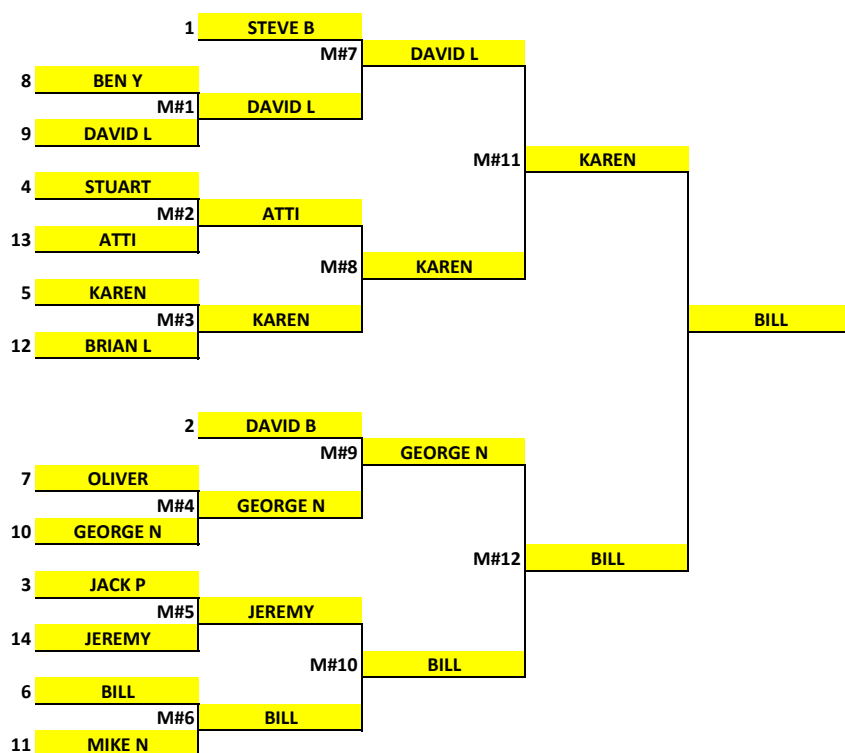 1 STEVE B
M#7 DAVID L
8 BEN Y
M#1 DAVID L
9 DAVID L
M#11 KAREN
4 STUART
M#2 ATTI
13 ATTI
M#8 KAREN
5 KAREN
M#3 KAREN
BILL
12 BRIAN L
2 DAVID B
M#9 GEORGE N
7 OLIVER
M#4 GEORGE N
10 GEORGE N
M#12 BILL
3 JACK P
M#5 JEREMY
14 JEREMY
M#10 BILL
6 BILL
M#6 BILL
11 MIKE N